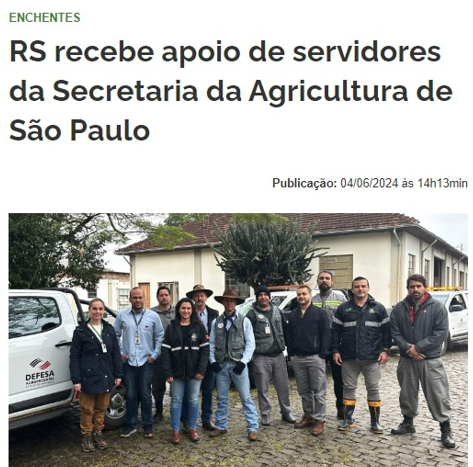 ENCHENTES
RS recebe apoio de servidores
da Secretaria da Agricultura de
São Paulo
Publicação: 04/06/2024 às 14h13min
DEFESA